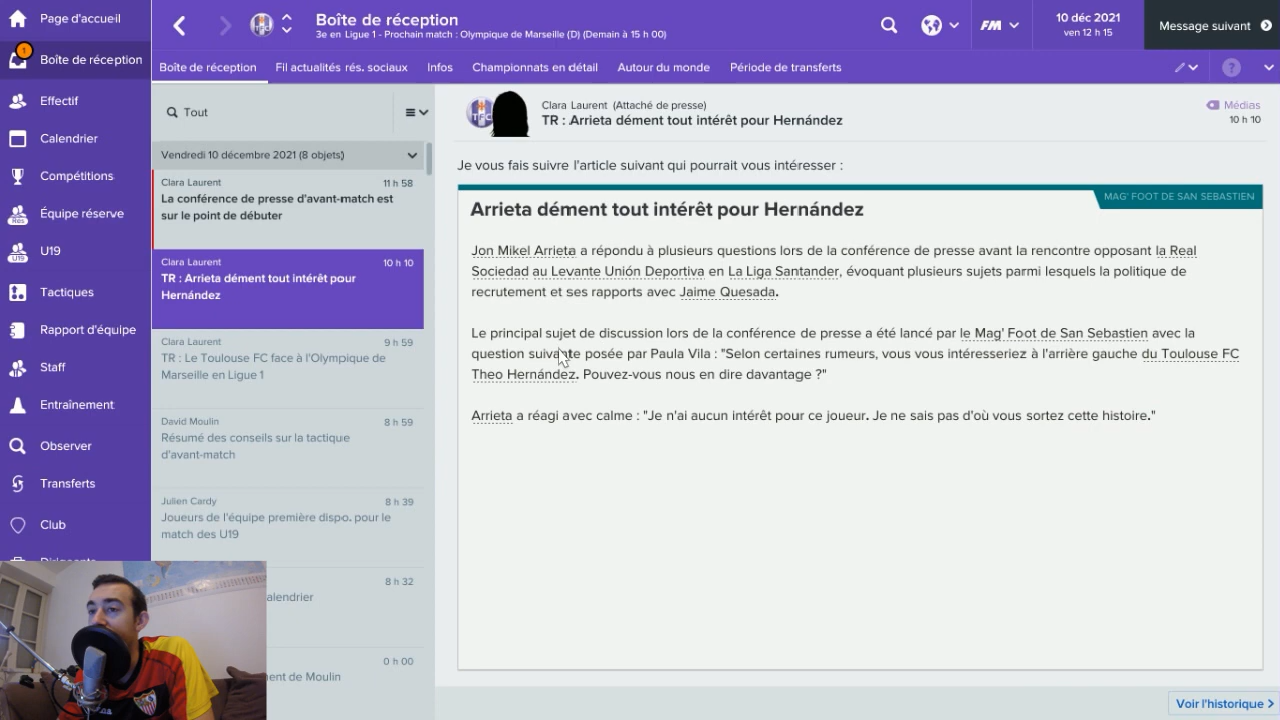 Page d'accueil
Boîte de réception
1
Effectif
Calendrier
Compétitions
Équipe réserve
U19
Tactiques
Rapport d'équipe
Staff
Entraînement
Observer
Transferts
Club
Boîte de réception
3e en Ligue 1 - Prochain match : Olympique de Marseille (D) (Demain à 15 h 00)
FM
10 déc 2021
ven 12 h 15
Message suivant
Boîte de réception
Fil actualités rés. sociaux
Infos
Championnats en détail
Autour du monde
Période de transferts
?
Tout
Vendredi 10 décembre 2021 (8 objets)
Clara Laurent 11 h 58
La conférence de presse d'avant-match est
sur le point de débuter
Clara Laurent 10 h 10
TR : Arrieta dément tout intérêt pour
Hernández
Clara Laurent 9 h 59
TR : Le Toulouse FC face à l'Olympique de
Marseille en Ligue 1
David Moulin 8 h 59
Résumé des conseils sur la tactique
d'avant-match
Julien Cardy 8 h 39
Joueurs de l'équipe première dispo. pour le
match des U19
8 h 32
alendrier
0 h 00
ent de Moulin
Clara Laurent (Attaché de presse)
TR : Arrieta dément tout intérêt pour Hernández
Médias
10 h 10
Je vous fais suivre l'article suivant qui pourrait vous intéresser :
MAG' FOOT DE SAN SEBASTIEN
Arrieta dément tout intérêt pour Hernández
Jon Mikel Arrieta a répondu à plusieurs questions lors de la conférence de presse avant la rencontre opposant la Real
Sociedad au Levante Unión Deportiva en La Liga Santander, évoquant plusieurs sujets parmi lesquels la politique de
recrutement et ses rapports avec Jaime Quesada.
Le principal sujet de discussion lors de la conférence de presse a été lancé par le Mag' Foot de San Sebastien avec la
question suivante posée par Paula Vila : "Selon certaines rumeurs, vous vous intéresseriez à l'arrière gauche du Toulouse FC
Theo Hernández. Pouvez-vous nous en dire davantage ?"
Arrieta a réagi avec calme : "Je n'ai aucun intérêt pour ce joueur. Je ne sais pas d'où vous sortez cette histoire."
Voir l'historique